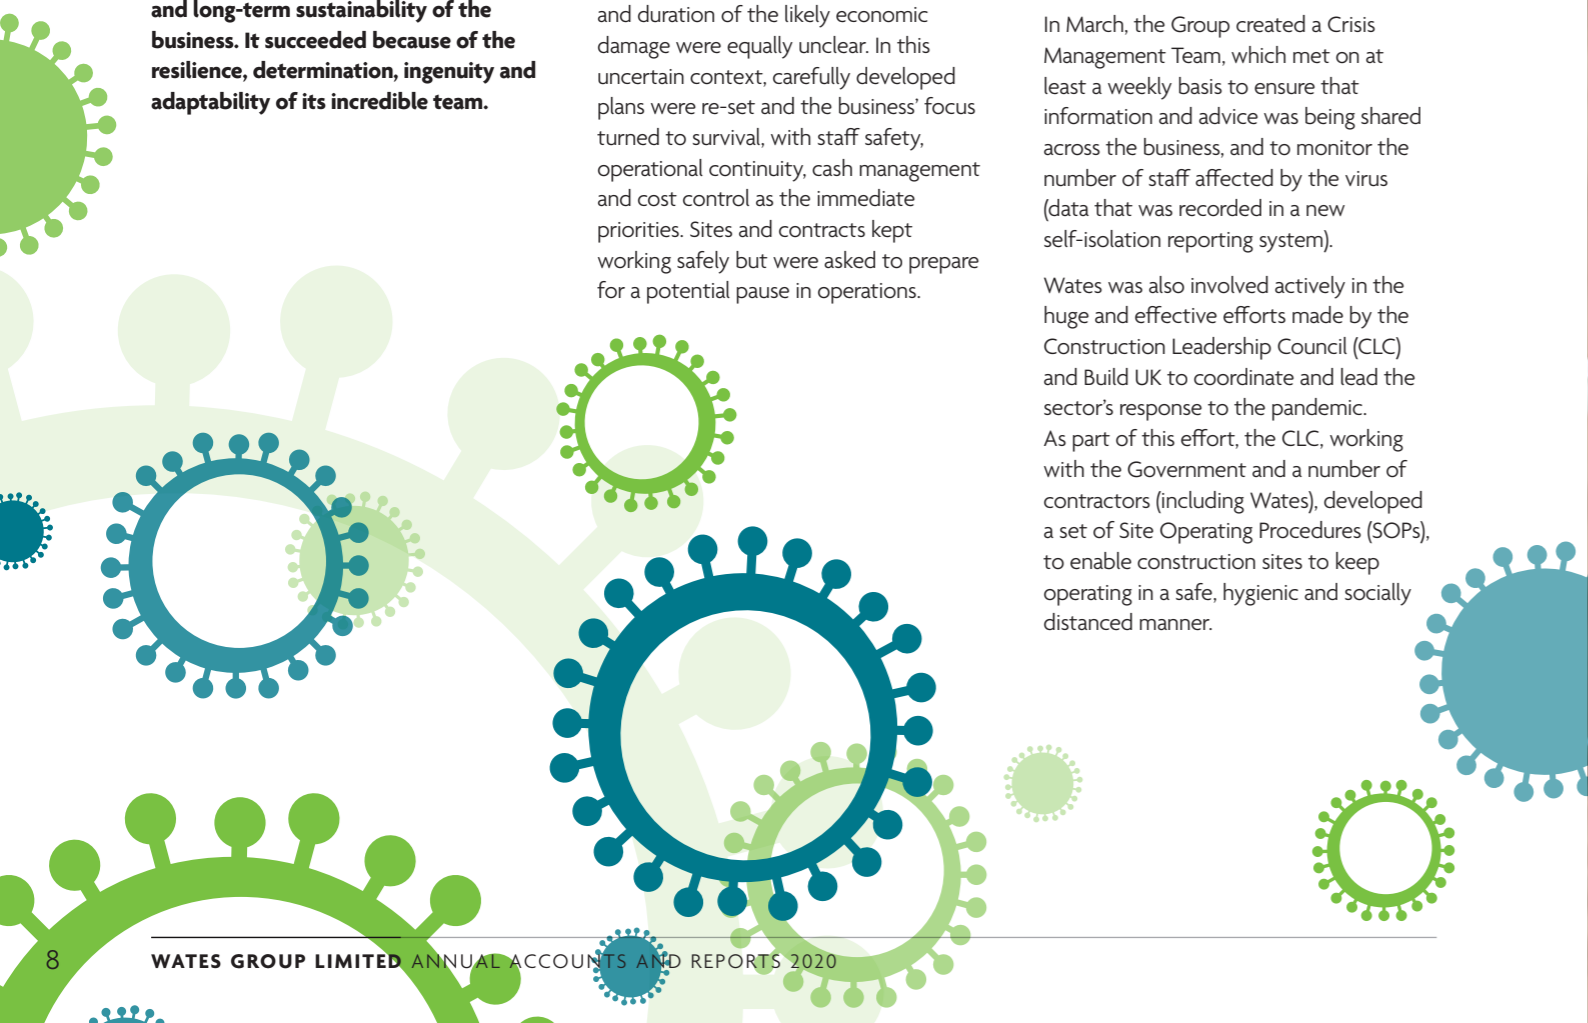 and long-term sustainability of the
business. It succeeded because of the
resilience, determination, ingenuity and
adaptability of its incredible team.
and duration of the likely economic
damage were equally unclear. In this
uncertain context, carefully developed
plans were re-set and the business’ focus
turned to survival, with staff safety,
operational continuity, cash management
and cost control as the immediate
priorities. Sites and contracts kept
working safely but were asked to prepare
for a potential pause in operations.
In March, the Group created a Crisis
Management Team, which met on at
least a weekly basis to ensure that
information and advice was being shared
across the business, and to monitor the
number of staff affected by the virus
(data that was recorded in a new
self-isolation reporting system).
Wates was also involved actively in the
huge and effective efforts made by the
Construction Leadership Council (CLC)
and Build UK to coordinate and lead the
sector’s response to the pandemic.
As part of this effort, the CLC, working
with the Government and a number of
contractors (including Wates), developed
a set of Site Operating Procedures (SOPs),
to enable construction sites to keep
operating in a safe, hygienic and socially
distanced manner.
8 WATES GROUP LIMITED ANNUAL ACCOUNTS AND REPORTS 2020